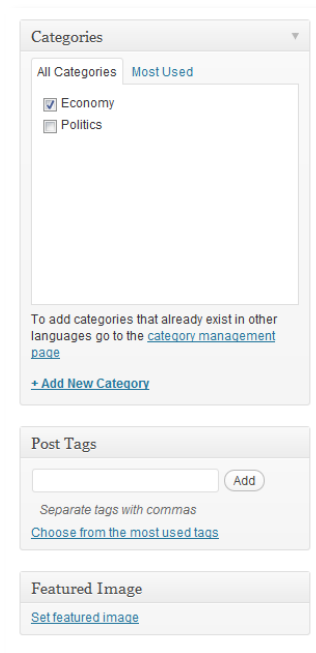 Categories
All Categories Most Used
Economy
Politics
To add categories that already exist in other
languages go to the category management
page
+ Add New Category
Post Tags
Add
Separate tags with commas
Choose from the most used tags
Featured Image
Set featured image